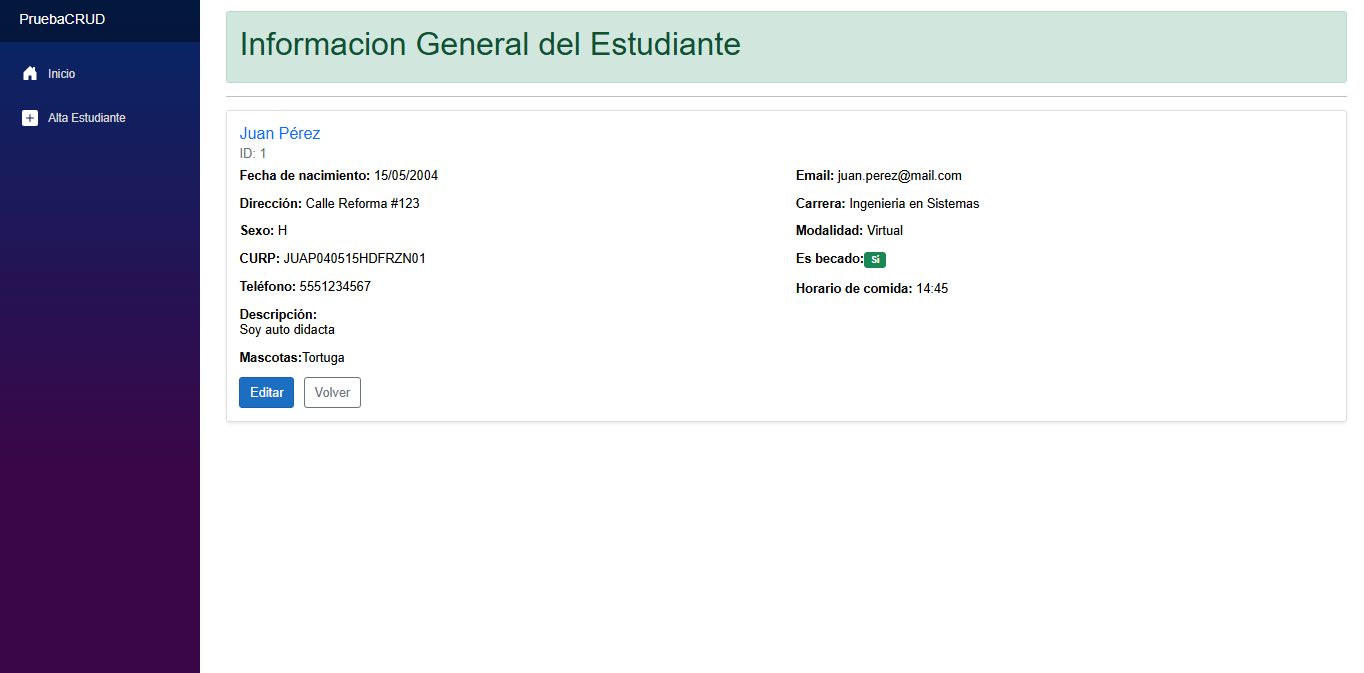 PruebaCRUD
Inicio
Alta Estudiante
Informacion General del Estudiante
Juan Pérez
ID: 1
Fecha de nacimiento: 15/05/2004
Dirección: Calle Reforma #123
Sexo: H
CURP: JUAP040515HDFRZN01
Teléfono: 5551234567
Descripción:
Soy auto didacta
Mascotas:Tortuga
Email: juan.perez@mail.com
Carrera: Ingenieria en Sistemas
Modalidad: Virtual
Es becado: Sí
Horario de comida: 14:45
Editar
Volver